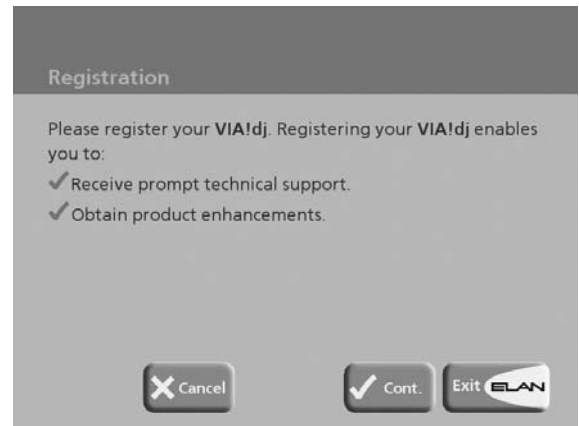 Registration
Please register your VIA!dj. Registering your VIA!dj enables
you to:
Receive prompt technical support.
Obtain product enhancements.
Cancel
Cont.
Exit ELAN